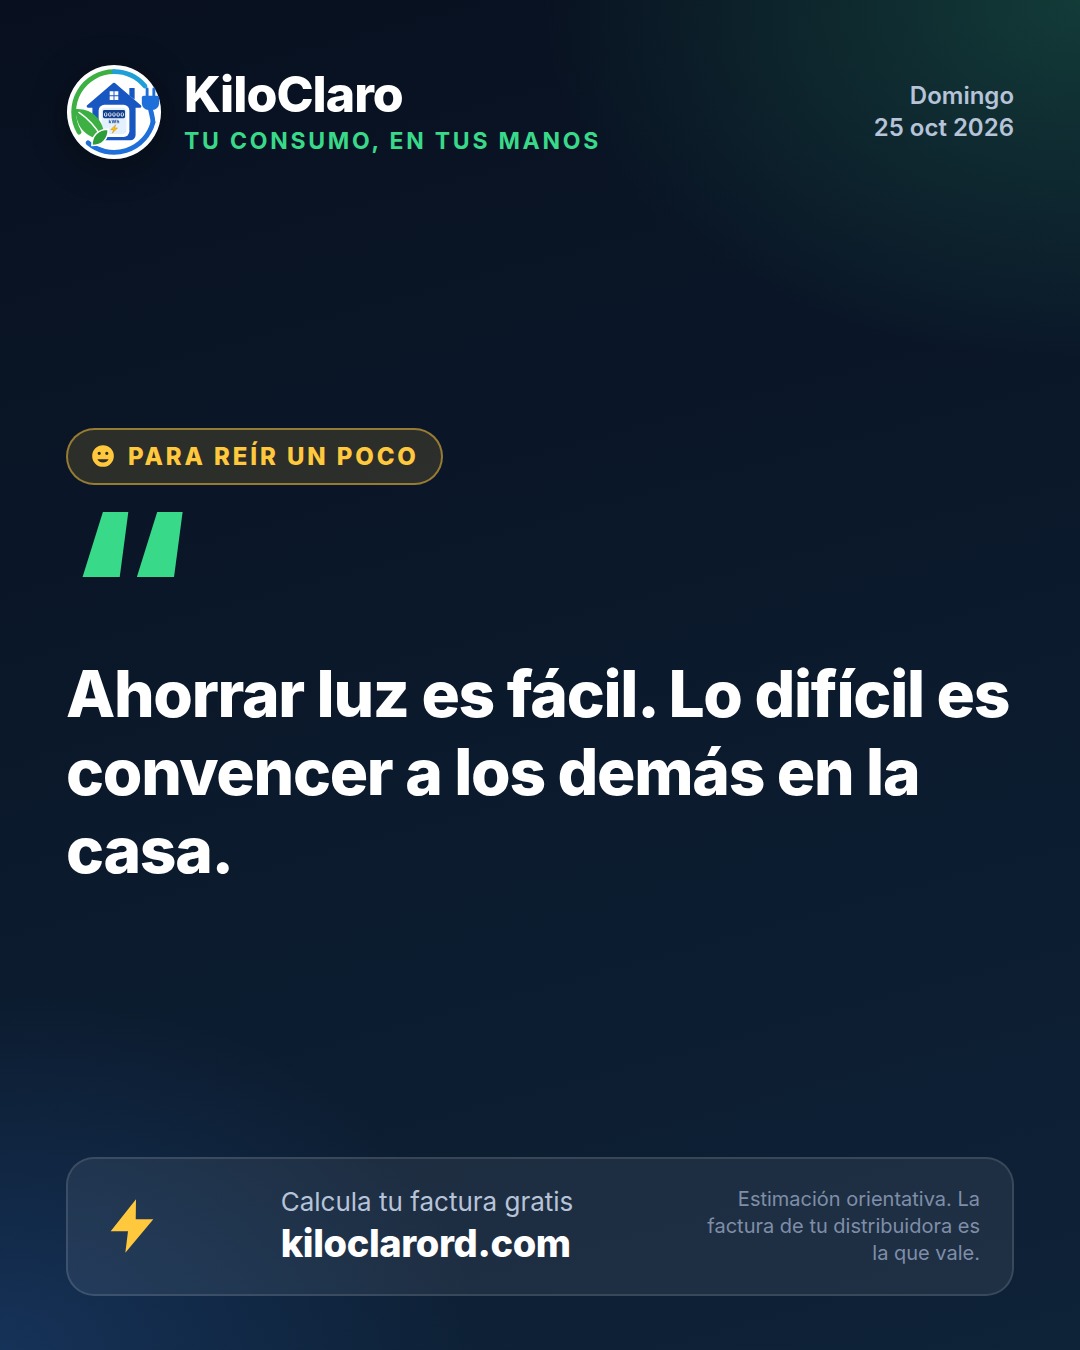 KiloClaro
TU CONSUMO, EN TUS MANOS
Domingo
25 oct 2026
PARA REÍR UN POCO
Ahorrar luz es fácil. Lo difícil es
convencer a los demás en la
casa.
Calcula tu factura gratis
kiloclarord.com
Estimación orientativa. La
factura de tu distribuidora es
la que vale.